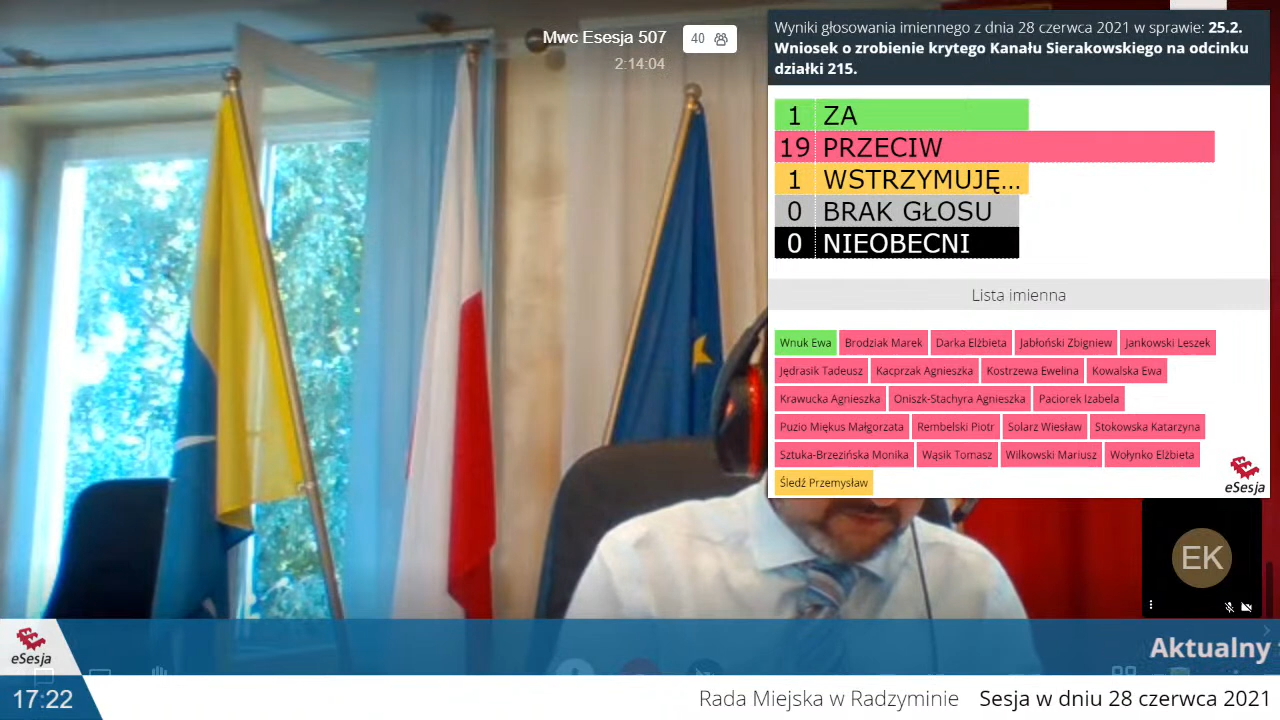 Mwc Esesja 507
40
2:14:04
Wyniki głosowania imiennego z dnia 28 czerwca 2021 w sprawie: 25.2.
Wniosek o zrobienie krytego Kanału Sierakowskiego na odcinku
działki 215.
1 ZA
19 PRZECIW
1 WSTRZYMUJĘ...
0 BRAK GŁOSU
0 NIEOBECNI
Lista imienna
Wnuk Ewa Brodziak Marek Darka Elżbieta Jabłoński Zbigniew Jankowski Leszek
Jędrasik Tadeusz Kacprzak Agnieszka Kostrzewa Ewelina Kowalska Ewa
Krawucka Agnieszka Oniszk-Stachyra Agnieszka Paciorek Izabela
Puzio Miękus Małgorzata Rembelski Piotr Solarz Wiesław Stokowska Katarzyna
Sztuka-Brzezińska Monika Wąsik Tomasz Wilkowski Mariusz Wołynko Elżbieta
Śledź Przemysław
eSesja
EK
Aktualny
eSesja
17:22
Rada Miejska w Radzyminie Sesja w dniu 28 czerwca 2021